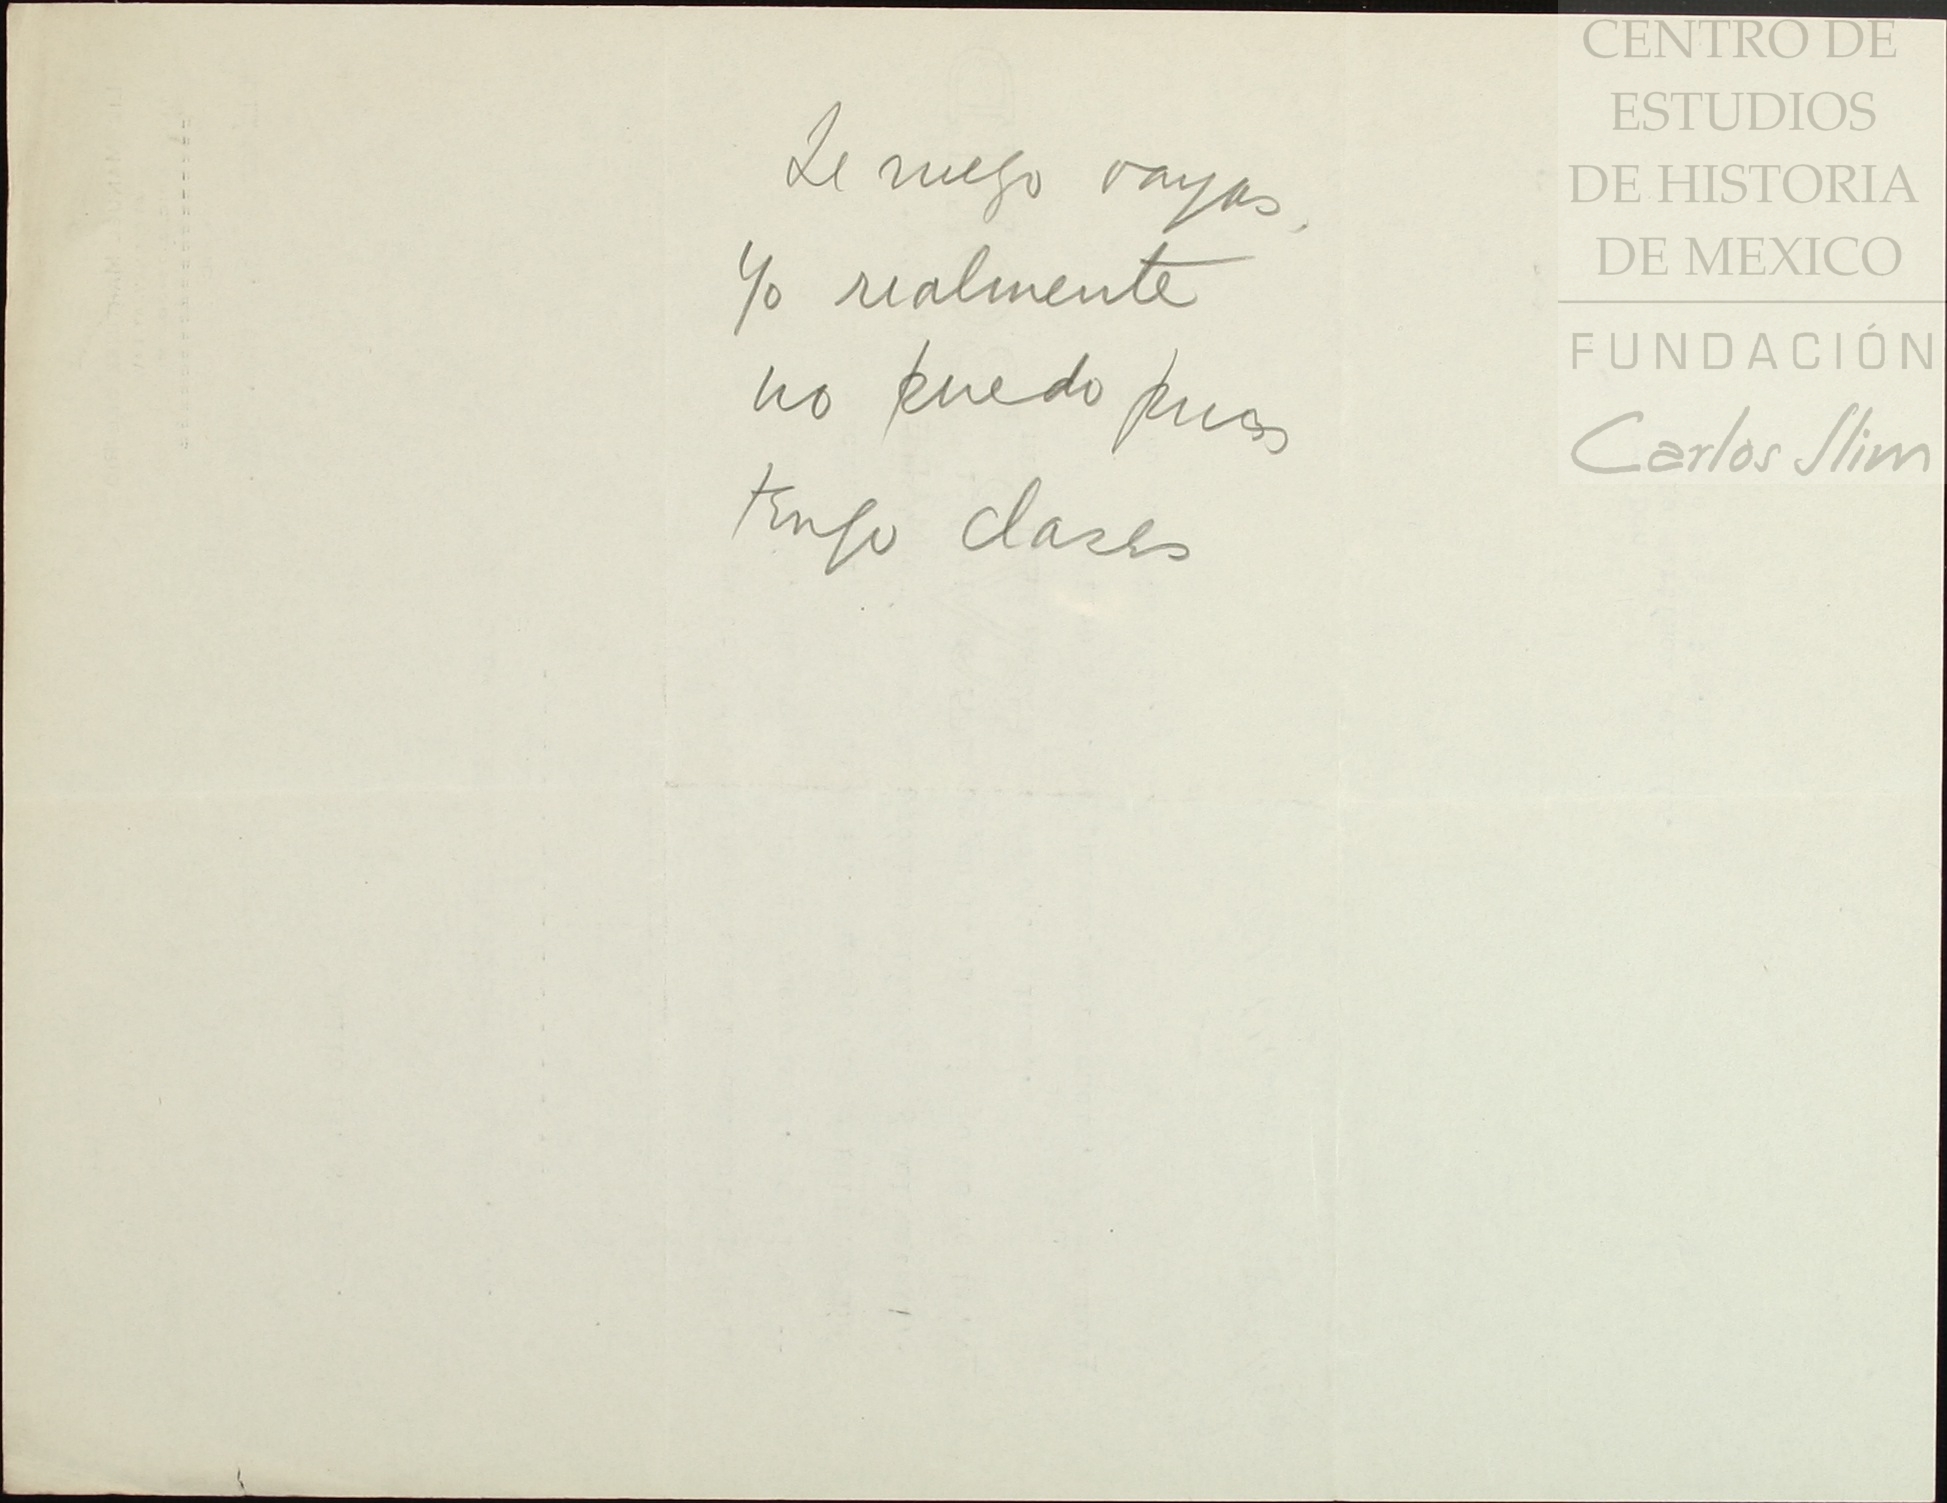 Le ruego vayas.
Yo realmente
no puedo pues
tengo clases
CENTRO DE
ESTUDIOS
DE HISTORIA
DE MEXICO
FUNDACIÓN
Carlos Slim